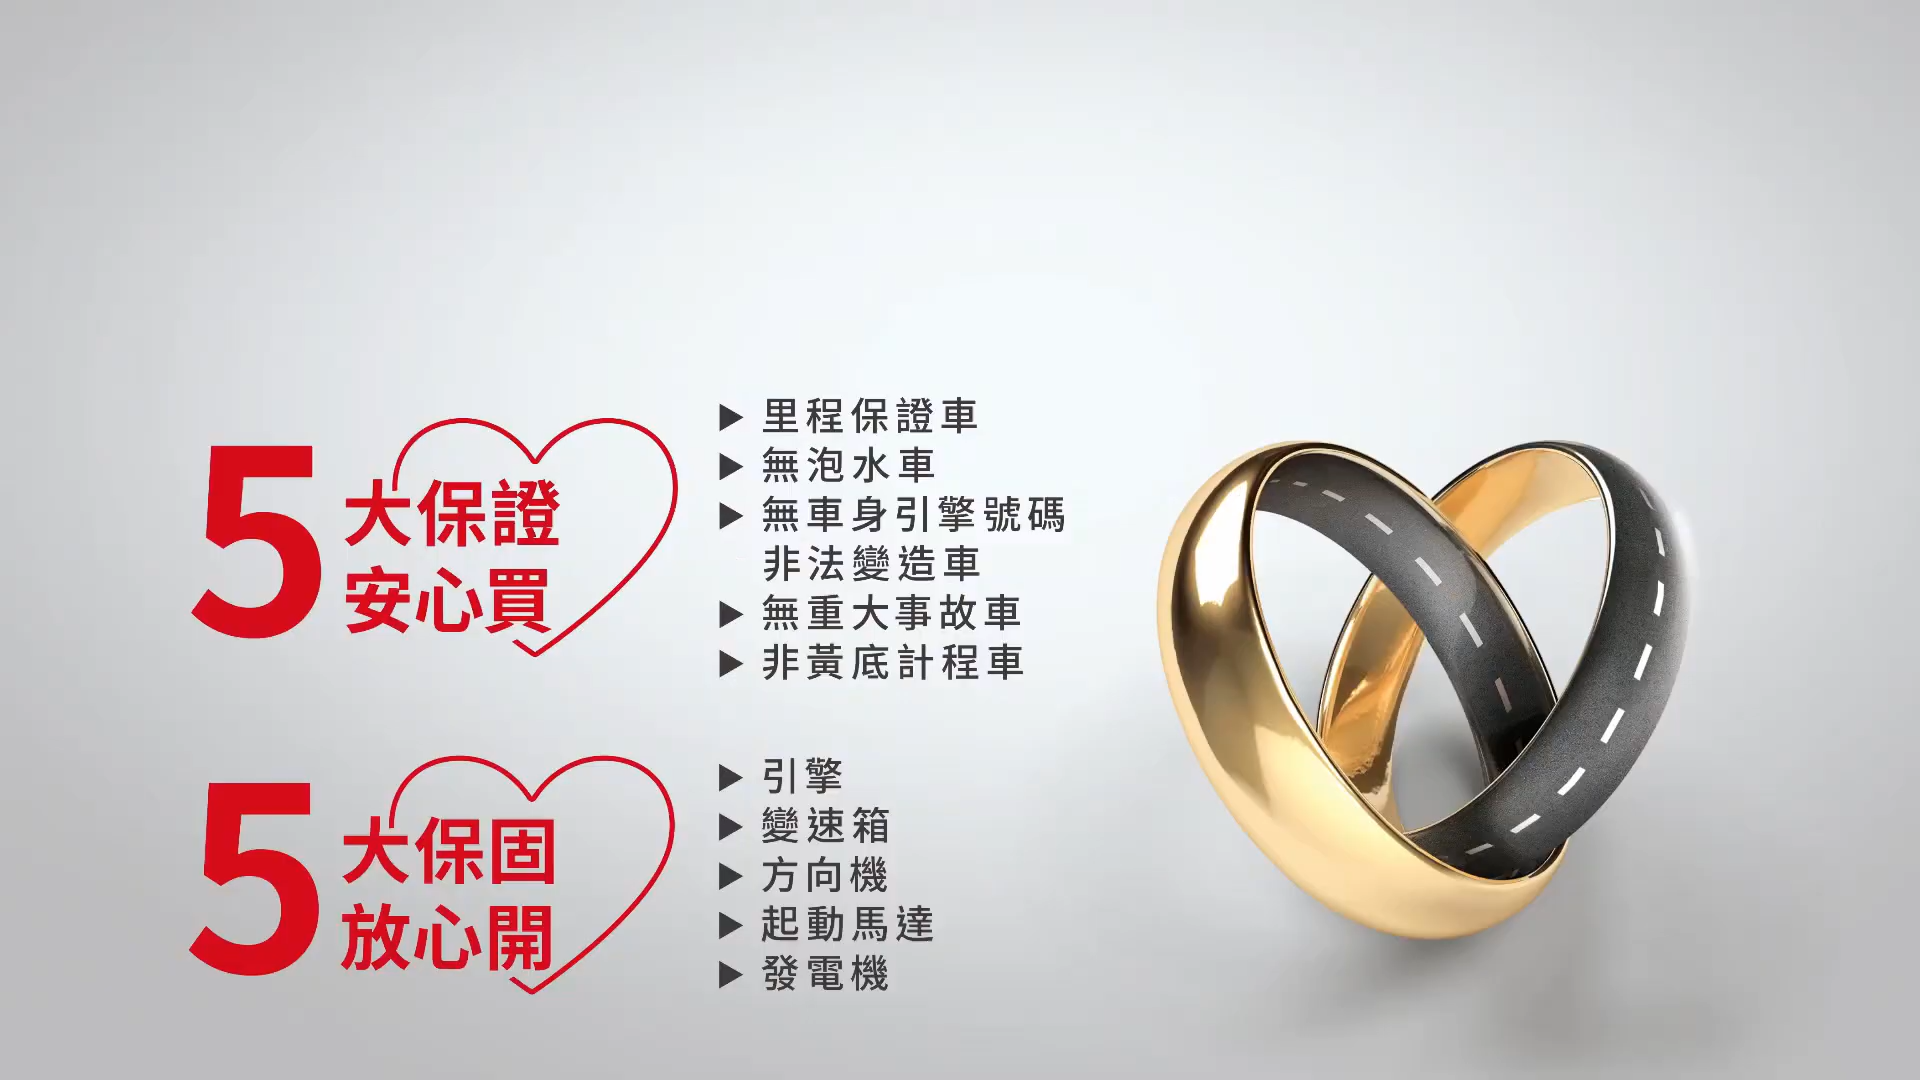 5大保證
安心買
▶ 里程保證車
▶ 無泡水車
▶ 無車身引擎號碼
非法變造車
▶ 無重大事故車
▶ 非黃底計程車
5大保固
放心開
▶ 引擎
▶ 變速箱
▶ 方向機
▶ 起動馬達
▶ 發電機